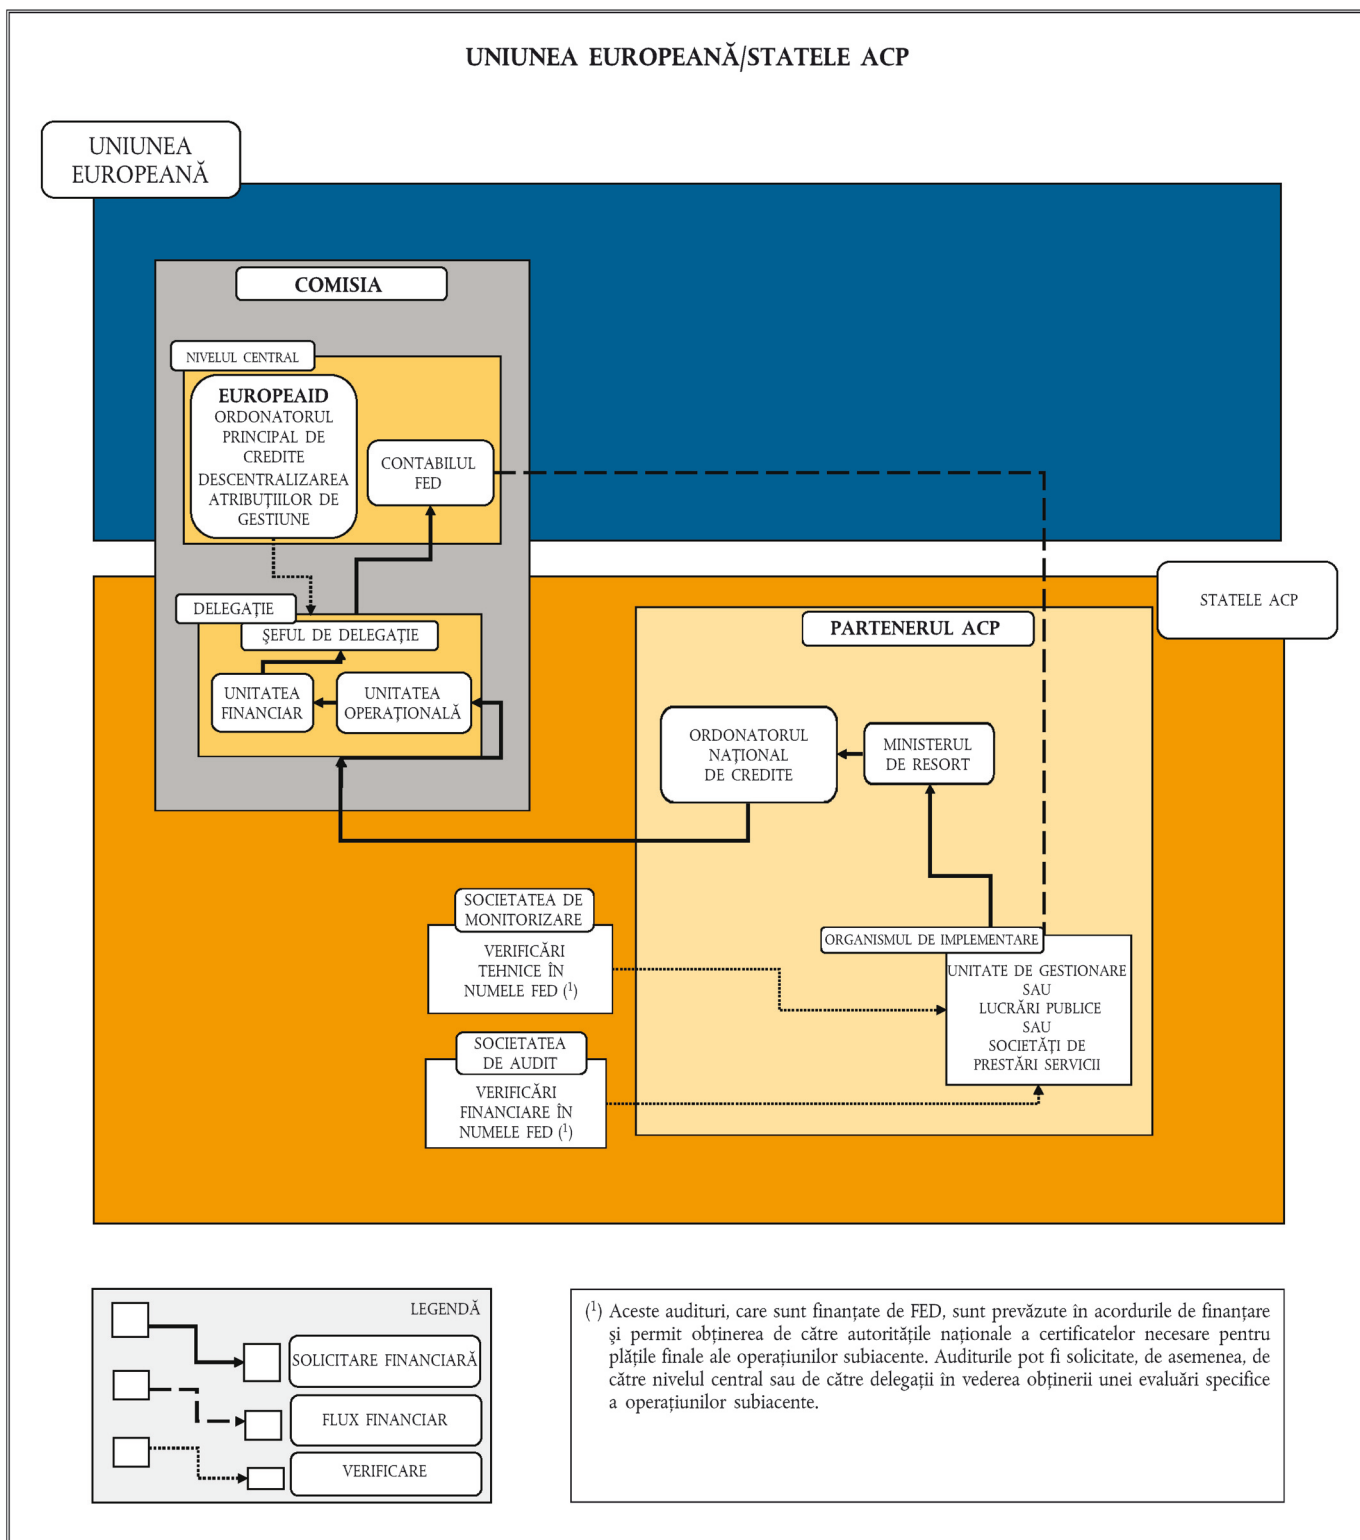 UNIUNEA EUROPEANĂ/STATELE ACP
UNIUNEA
EUROPEANĂ
COMISIA
NIVELUL CENTRAL
EUROPEAID
ORDONATORUL
PRINCIPAL DE
CREDITE
DESCENTRALIZAREA
ATRIBUȚIILOR DE
GESTIUNE
CONTABILUL
FED
STATELE ACP
DELEGAȚIE
ŞEFUL DE DELEGAȚIE
UNITATEA
FINANCIAR
UNITATEA
OPERAȚIONALĂ
PARTENERUL ACP
ORDONATORUL
NAȚIONAL
DE CREDITE
MINISTERUL
DE RESORT
SOCIETATEA DE
MONITORIZARE
VERIFICĂRI
TEHNICE ÎN
NUMELE FED (¹)
ORGANISMUL DE IMPLEMENTARE
UNITATE DE GESTIONARE
SAU
LUCRĂRI PUBLICE
SAU
SOCIETĂȚI DE
PRESTĂRI SERVICII
SOCIETATEA
DE AUDIT
VERIFICĂRI
FINANCIARE ÎN
NUMELE FED (¹)
LEGENDĂ
SOLICITARE FINANCIARĂ
FLUX FINANCIAR
VERIFICARE
(¹) Aceste audituri, care sunt finanțate de FED, sunt prevăzute în acordurile de finanțare
şi permit obținerea de către autoritățile naționale a certificatelor necesare pentru
plățile finale ale operațiunilor subiacente. Auditurile pot fi solicitate, de asemenea, de
către nivelul central sau de către delegații în vederea obținerii unei evaluări specifice
a operațiunilor subiacente.